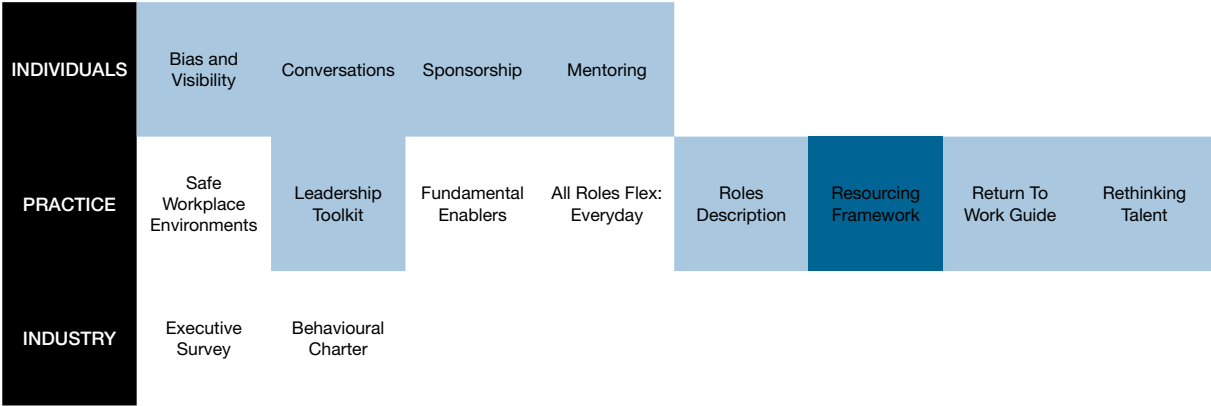 INDIVIDUALS
Bias and
Visibility
Conversations
Sponsorship
Mentoring
PRACTICE
Safe
Workplace
Environments
Leadership
Toolkit
Fundamental
Enablers
All Roles Flex:
Everyday
Roles
Description
Resourcing
Framework
Return To
Work Guide
Rethinking
Talent
INDUSTRY
Executive
Survey
Behavioural
Charter